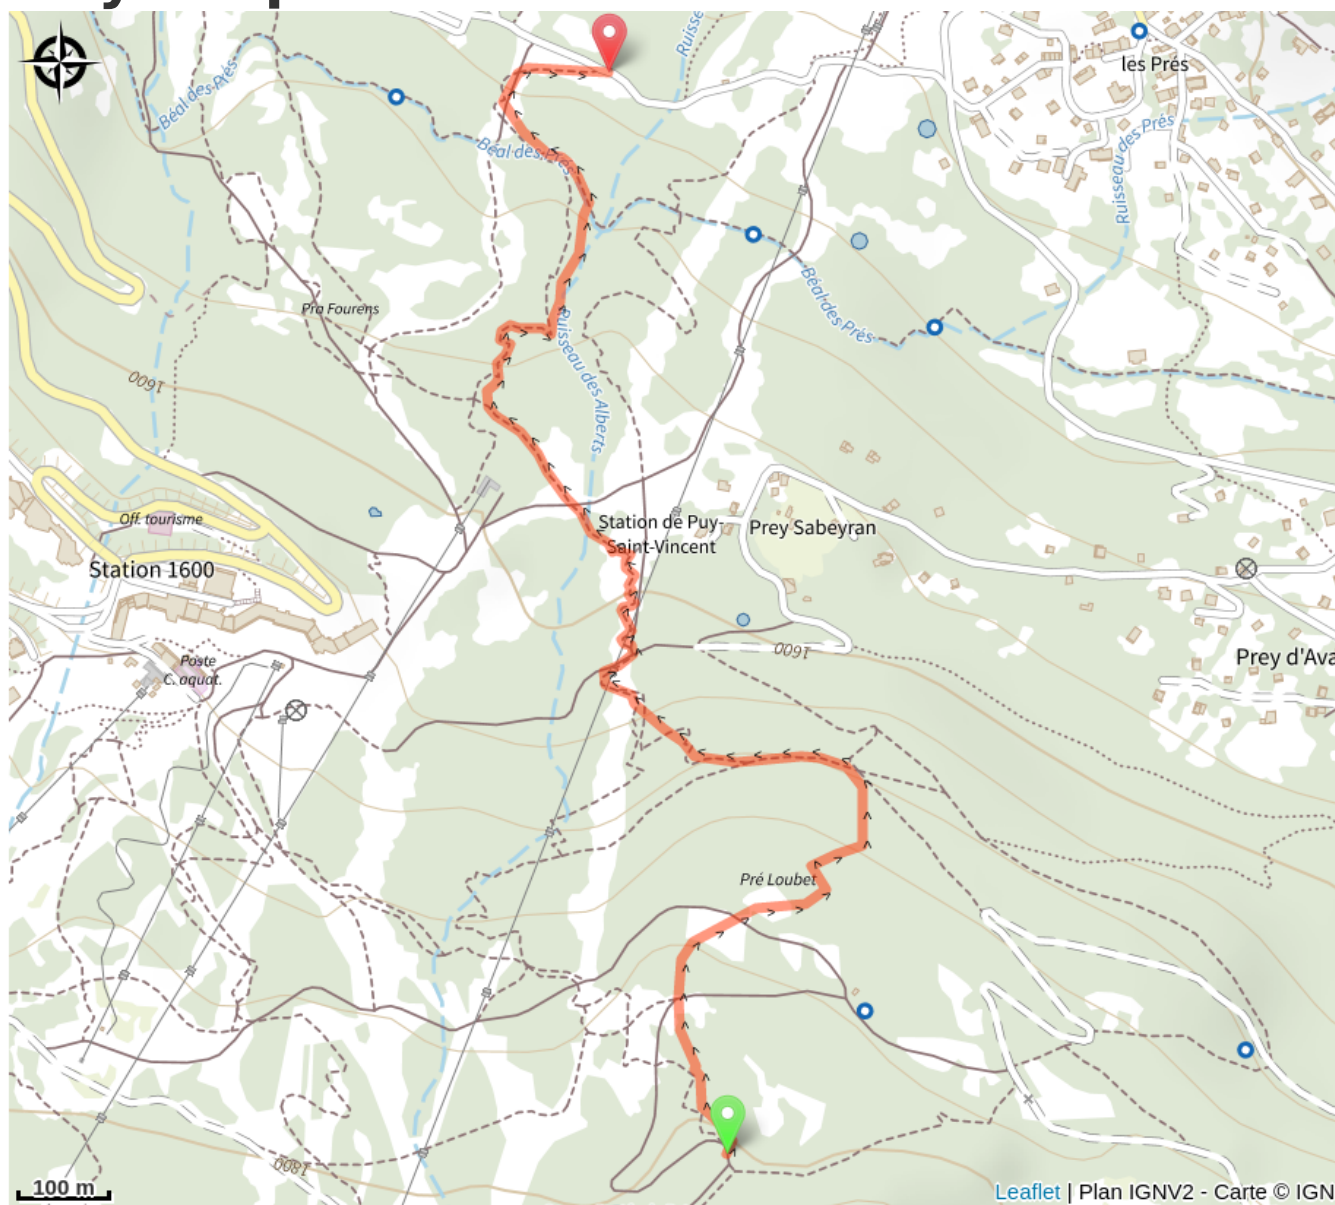 Ruisse
les Prés
Béal des Prés
Béal des Prés
Ruisseau des Prés
Béal des Prés
Pra Fourens
Ruisseau des Alberts
1600
Off. tourisme
Station de Puy-
Saint-Vincent
Prey Sabeyran
Station 1600
1600
Prey d'Ava
Poste
C. aquat.
Pré Loubet
1800
100 m
Leaflet | Plan IGNV2 - Carte © IGN